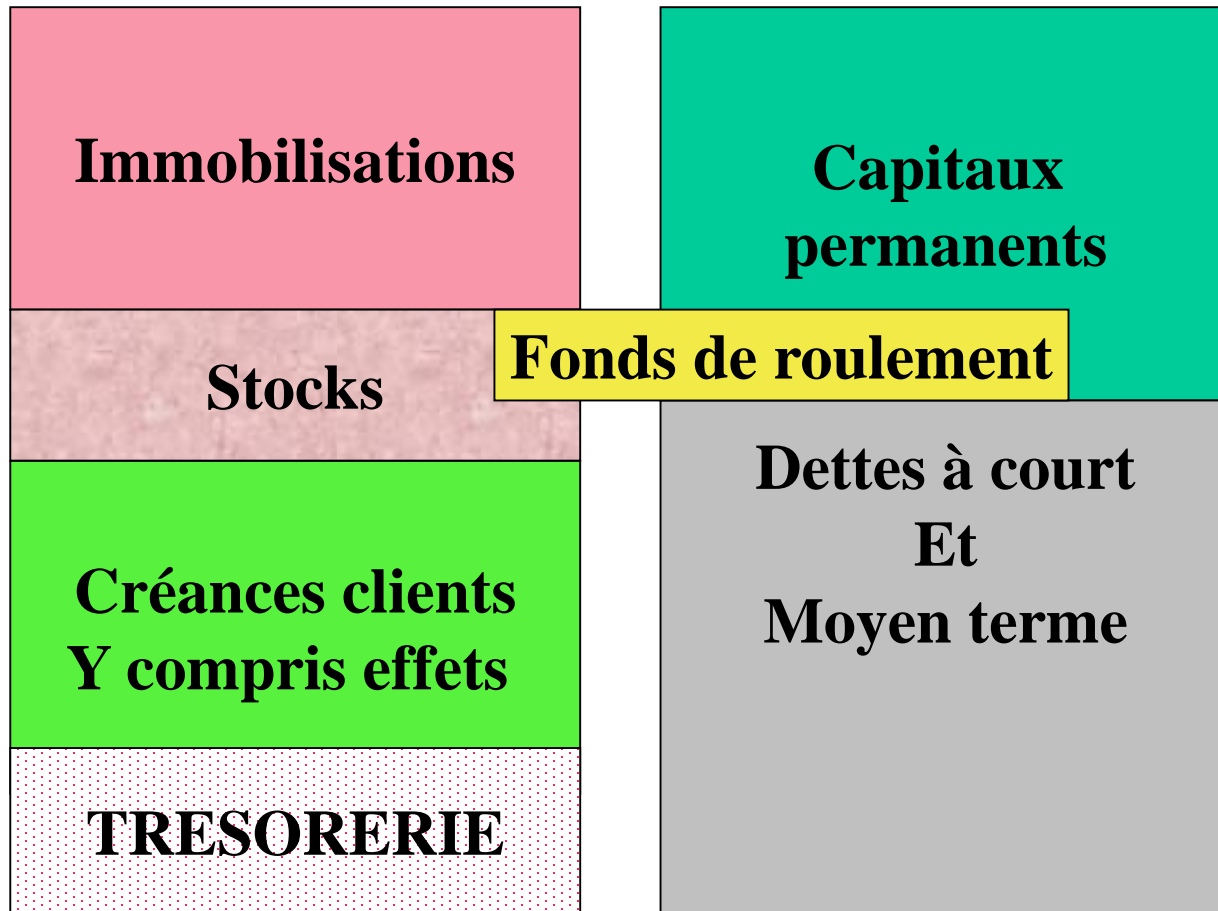 Immobilisations
Stocks
Créances clients
Y compris effets
TRESORERIE
Fonds de roulement
Capitaux
permanents
Dettes à court
Et
Moyen terme